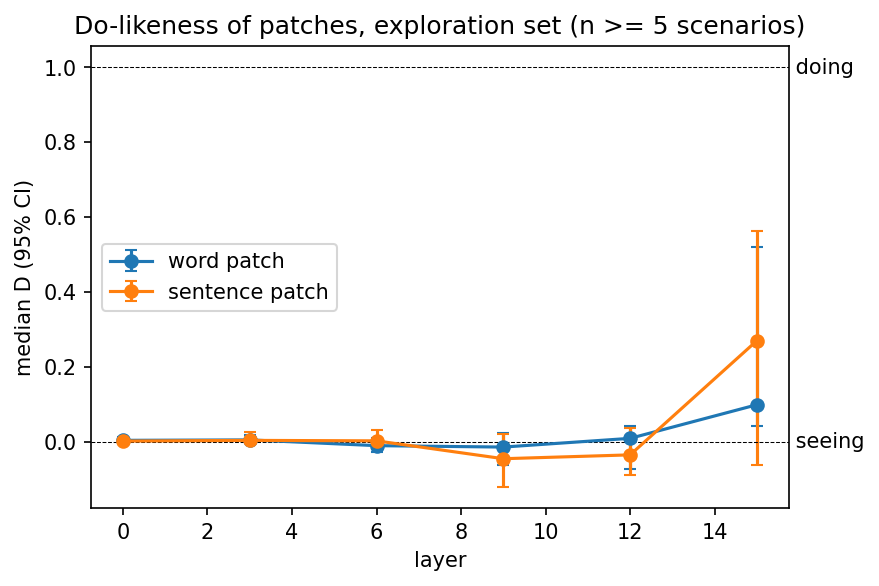 Do-likeness of patches, exploration set (n >= 5 scenarios)
1.0
doing
0.8
0.6
0.4
0.2
0.0
seeing
median D (95% CI)
word patch
sentence patch
0
2
4
6
8
10
12
14
layer